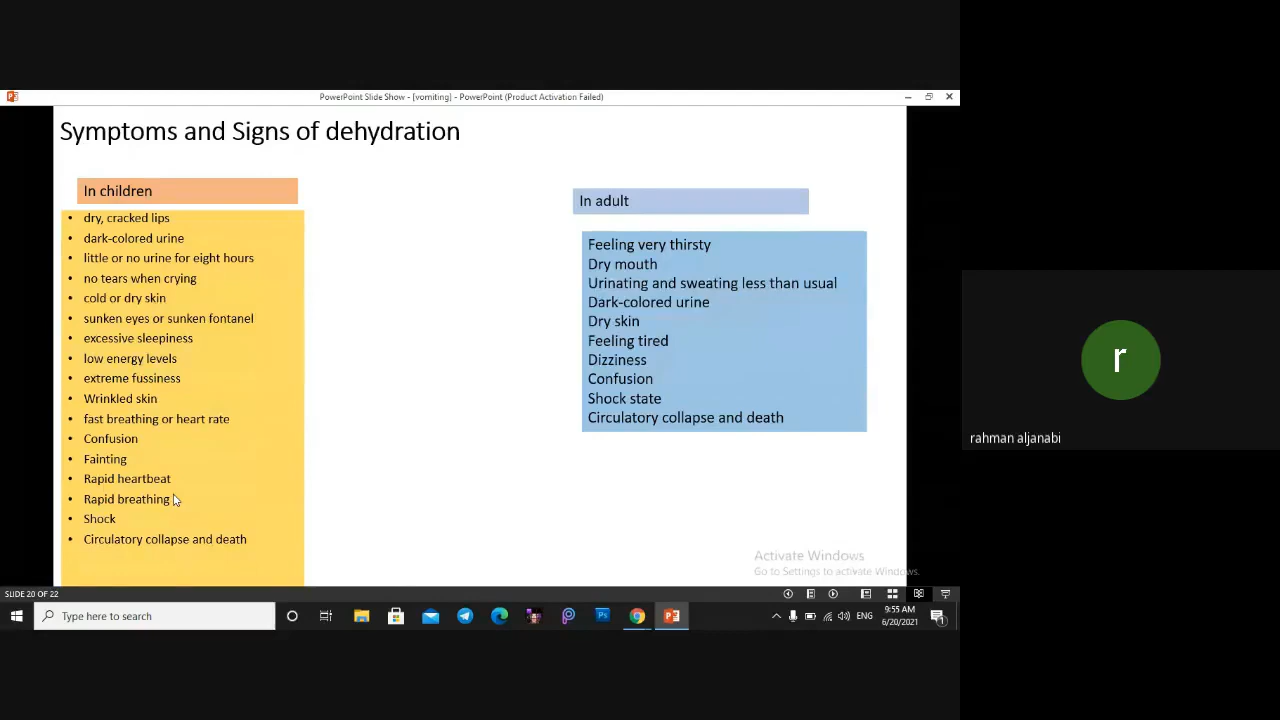 PowerPoint Slide Show - [vomiting] - PowerPoint (Product Activation Failed)
Symptoms and Signs of dehydration
In children
• dry, cracked lips
• dark-colored urine
• little or no urine for eight hours
• no tears when crying
• cold or dry skin
• sunken eyes or sunken fontanel
• excessive sleepiness
• low energy levels
• extreme fussiness
• Wrinkled skin
• fast breathing or heart rate
• Confusion
• Fainting
• Rapid heartbeat
• Rapid breathing
• Shock
• Circulatory collapse and death
In adult
Feeling very thirsty
Dry mouth
Urinating and sweating less than usual
Dark-colored urine
Dry skin
Feeling tired
Dizziness
Confusion
Shock state
Circulatory collapse and death
Activate Windows
Go to Settings to activate Windows.
SLIDE 20 OF 22
Type here to search
Ps
ENG
9:55 AM
6/20/2021
1
r
rahman aljanabi